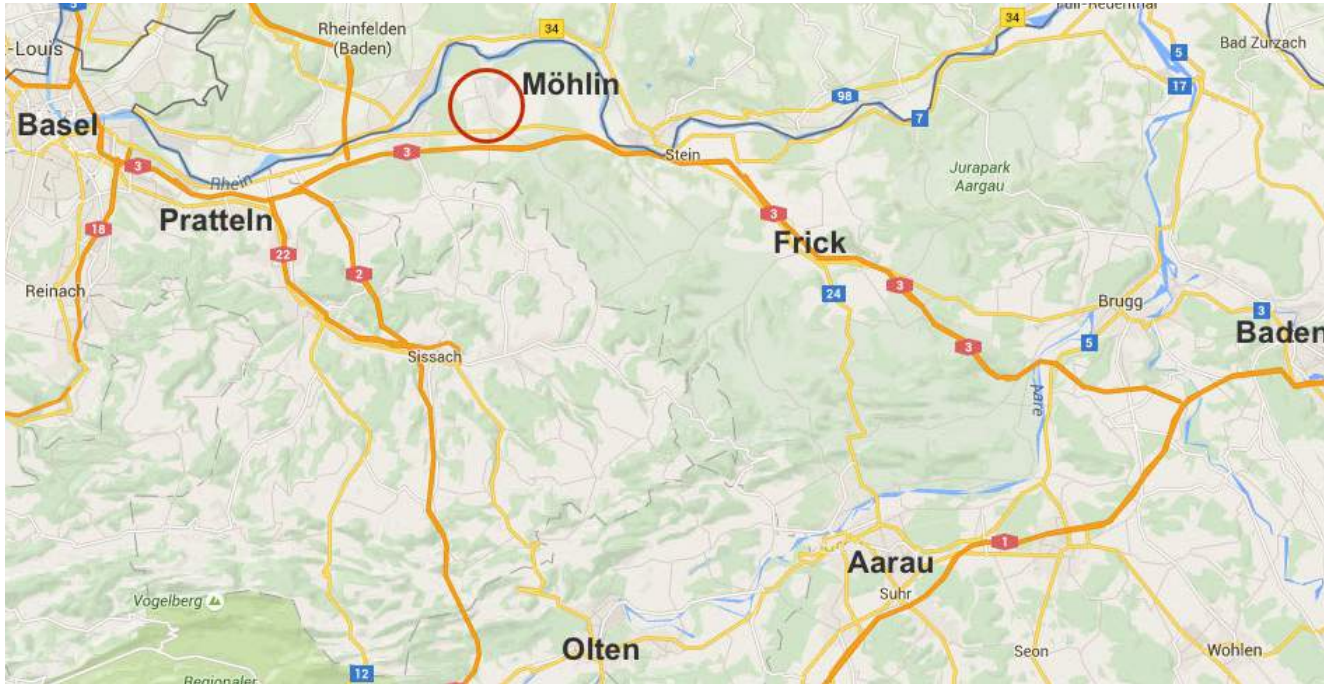 3
34
34
Rheinfelden
(Baden)
-Louis
5
Bad Zurzach
Möhlin
17
98
Basel
7
3
3
Stein
Rhein
Jurapark
Aargau
Pratteln
3
18
Frick
22
2
3
24
Reinach
Brugg
3
Baden
3
5
Sissach
Aare
1
Aarau
Suhr
Vogelberg
Olten
Seon
Wohlen
12
Regionaler